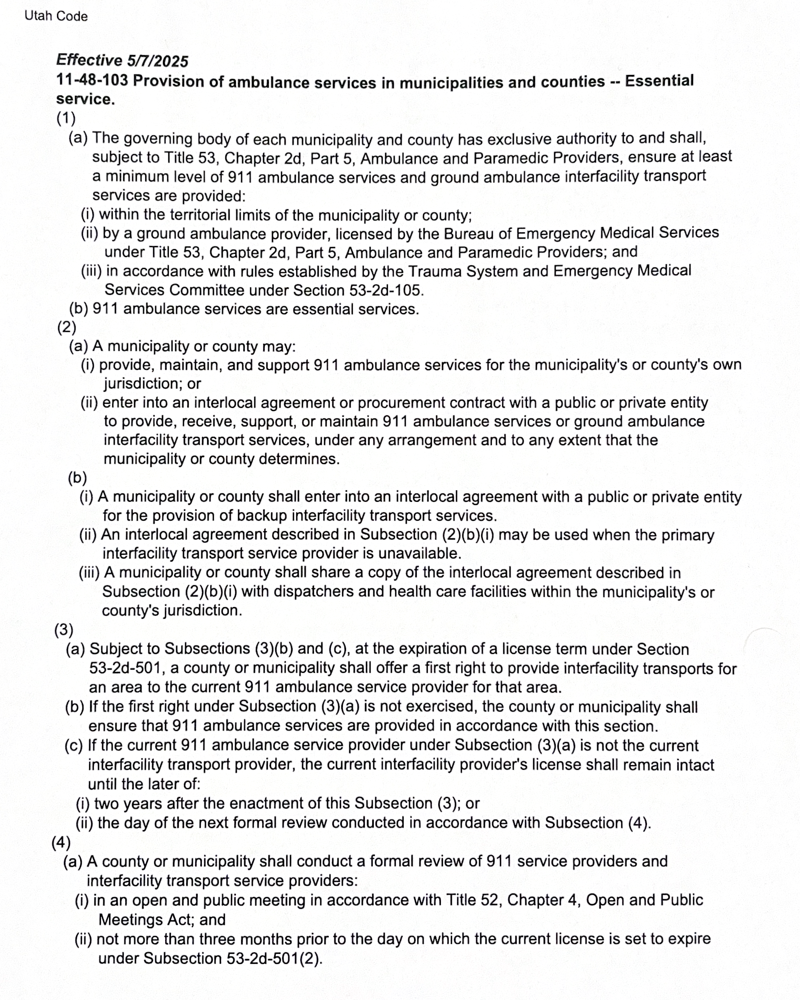 Utah Code
Effective 5/7/2025
11-48-103 Provision of ambulance services in municipalities and counties -- Essential
service.
(1)
(a) The governing body of each municipality and county has exclusive authority to and shall,
subject to Title 53, Chapter 2d, Part 5, Ambulance and Paramedic Providers, ensure at least
a minimum level of 911 ambulance services and ground ambulance interfacility transport
services are provided:
(i) within the territorial limits of the municipality or county;
(ii) by a ground ambulance provider, licensed by the Bureau of Emergency Medical Services
under Title 53, Chapter 2d, Part 5, Ambulance and Paramedic Providers; and
(iii) in accordance with rules established by the Trauma System and Emergency Medical
Services Committee under Section 53-2d-105.
(b) 911 ambulance services are essential services.
(2)
(a) A municipality or county may:
(i) provide, maintain, and support 911 ambulance services for the municipality's or county's own
jurisdiction; or
(ii) enter into an interlocal agreement or procurement contract with a public or private entity
to provide, receive, support, or maintain 911 ambulance services or ground ambulance
interfacility transport services, under any arrangement and to any extent that the
municipality or county determines.
(b)
(i) A municipality or county shall enter into an interlocal agreement with a public or private entity
for the provision of backup interfacility transport services.
(ii) An interlocal agreement described in Subsection (2)(b)(i) may be used when the primary
interfacility transport service provider is unavailable.
(iii) A municipality or county shall share a copy of the interlocal agreement described in
Subsection (2)(b)(i) with dispatchers and health care facilities within the municipality's or
county's jurisdiction.
(3)
(a) Subject to Subsections (3)(b) and (c), at the expiration of a license term under Section
53-2d-501, a county or municipality shall offer a first right to provide interfacility transports for
an area to the current 911 ambulance service provider for that area.
(b) If the first right under Subsection (3)(a) is not exercised, the county or municipality shall
ensure that 911 ambulance services are provided in accordance with this section.
(c) If the current 911 ambulance service provider under Subsection (3)(a) is not the current
interfacility transport provider, the current interfacility provider's license shall remain intact
until the later of:
(i) two years after the enactment of this Subsection (3); or
(ii) the day of the next formal review conducted in accordance with Subsection (4).
(4)
(a) A county or municipality shall conduct a formal review of 911 service providers and
interfacility transport service providers:
(i) in an open and public meeting in accordance with Title 52, Chapter 4, Open and Public
Meetings Act; and
(ii) not more than three months prior to the day on which the current license is set to expire
under Subsection 53-2d-501(2).